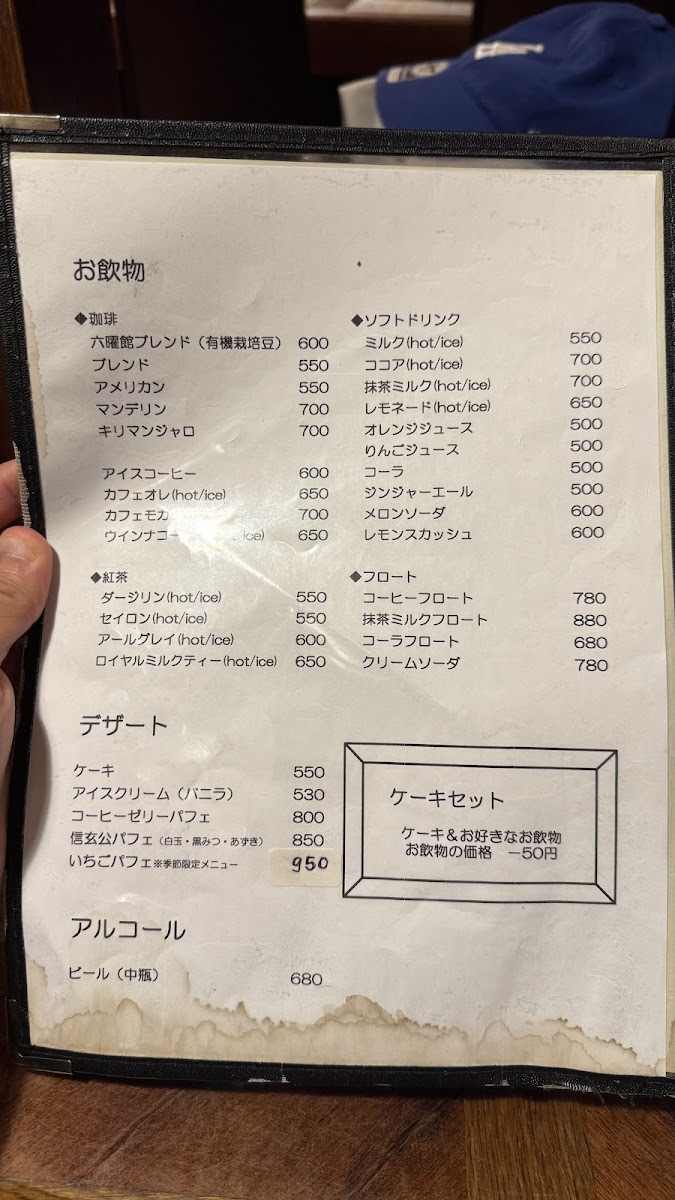 お飲物
◆珈琲
六曜館ブレンド（有機栽培豆） 600
ブレンド 550
アメリカン 550
マンデリン 700
キリマンジャロ 700
アイスコーヒー 600
カフェオレ(hot/ice) 650
カフェモカ 700
ウインナコー ice) 650
◆紅茶
ダージリン(hot/ice) 550
セイロン(hot/ice) 550
アールグレイ(hot/ice) 600
ロイヤルミルクティー(hot/ice) 650
◆ソフトドリンク
ミルク(hot/ice) 550
ココア(hot/ice) 700
抹茶ミルク(hot/ice) 700
レモネード(hot/ice) 650
オレンジジュース 500
りんごジュース 500
コーラ 500
ジンジャーエール 500
メロンソーダ 600
レモンスカッシュ 600
◆フロート
コーヒーフロート 780
抹茶ミルクフロート 880
コーラフロート 680
クリームソーダ 780
デザート
ケーキ 550
アイスクリーム（バニラ） 530
コーヒーゼリーパフェ 800
信玄公パフェ（白玉・黒みつ・あずき） 850
いちごパフェ※季節限定メニュー 950
ケーキセット
ケーキ＆お好きなお飲物
お飲物の価格 －50円
アルコール
ビール（中瓶） 680